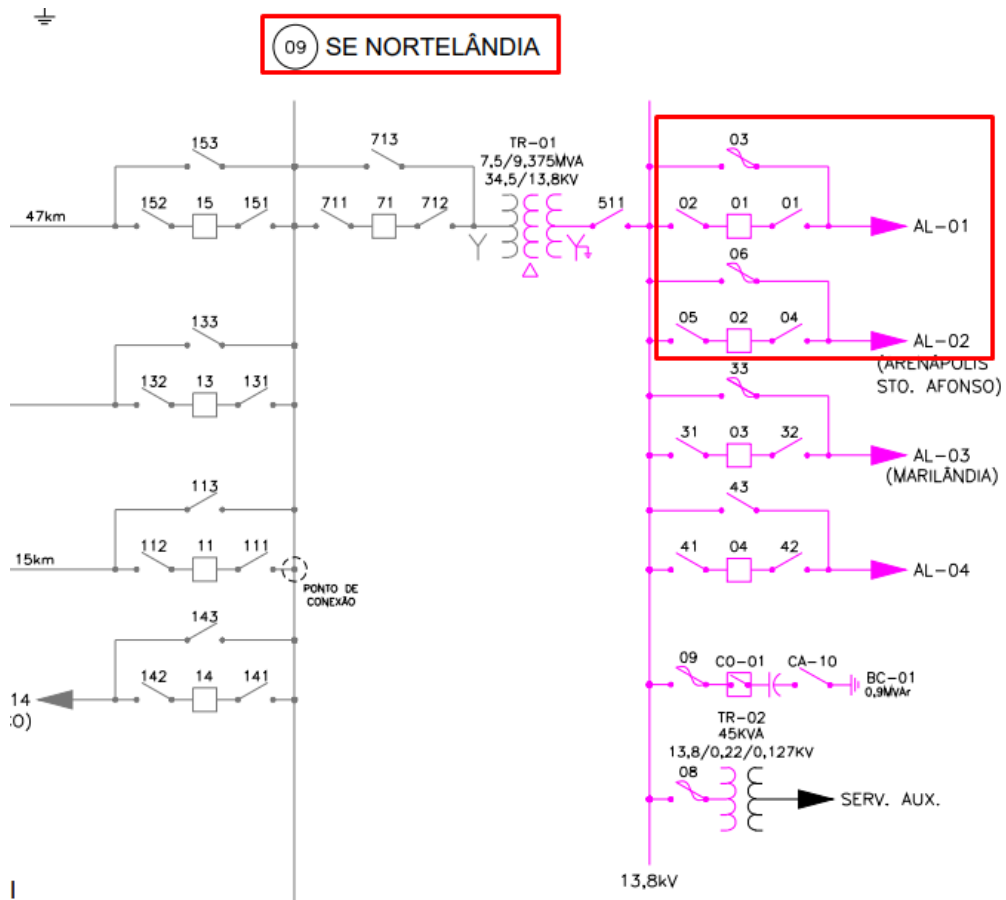 09 SE NORTELÂNDIA
153
713
TR-01
7,5/9,375MVA
34,5/13,8KV
03
47km
152 15 151
711 71 712
511
02 01 01
AL-01
06
133
05 02 04
AL-02
(ARENÁPOLIS
STO. AFONSO)
132 13 131
33
31 03 32
AL-03
(MARILÂNDIA)
113
43
15km
112 11 111
PONTO DE
CONEXÃO
41 04 42
AL-04
143
142 14 141
14
O)
09 CO-01 CA-10
BC-01
0,9MVAr
TR-02
45KVA
13,8/0,22/0,127KV
08
SERV. AUX.
13,8kV